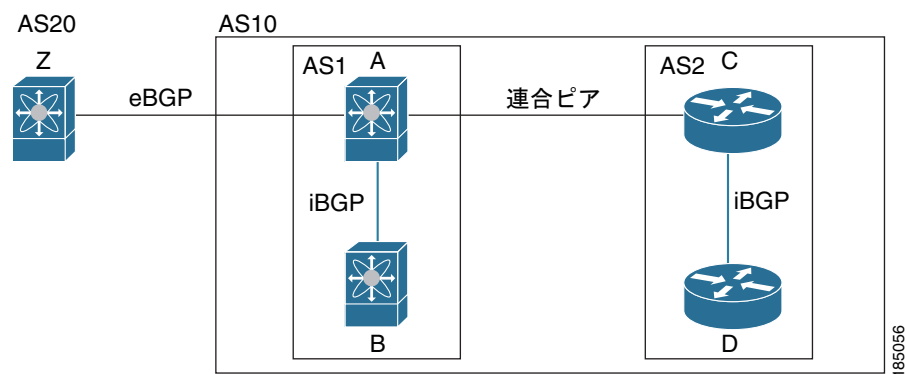 AS20
AS10
Z
AS1
A
AS2
C
eBGP
連合ピア
iBGP
iBGP
B
D
185056